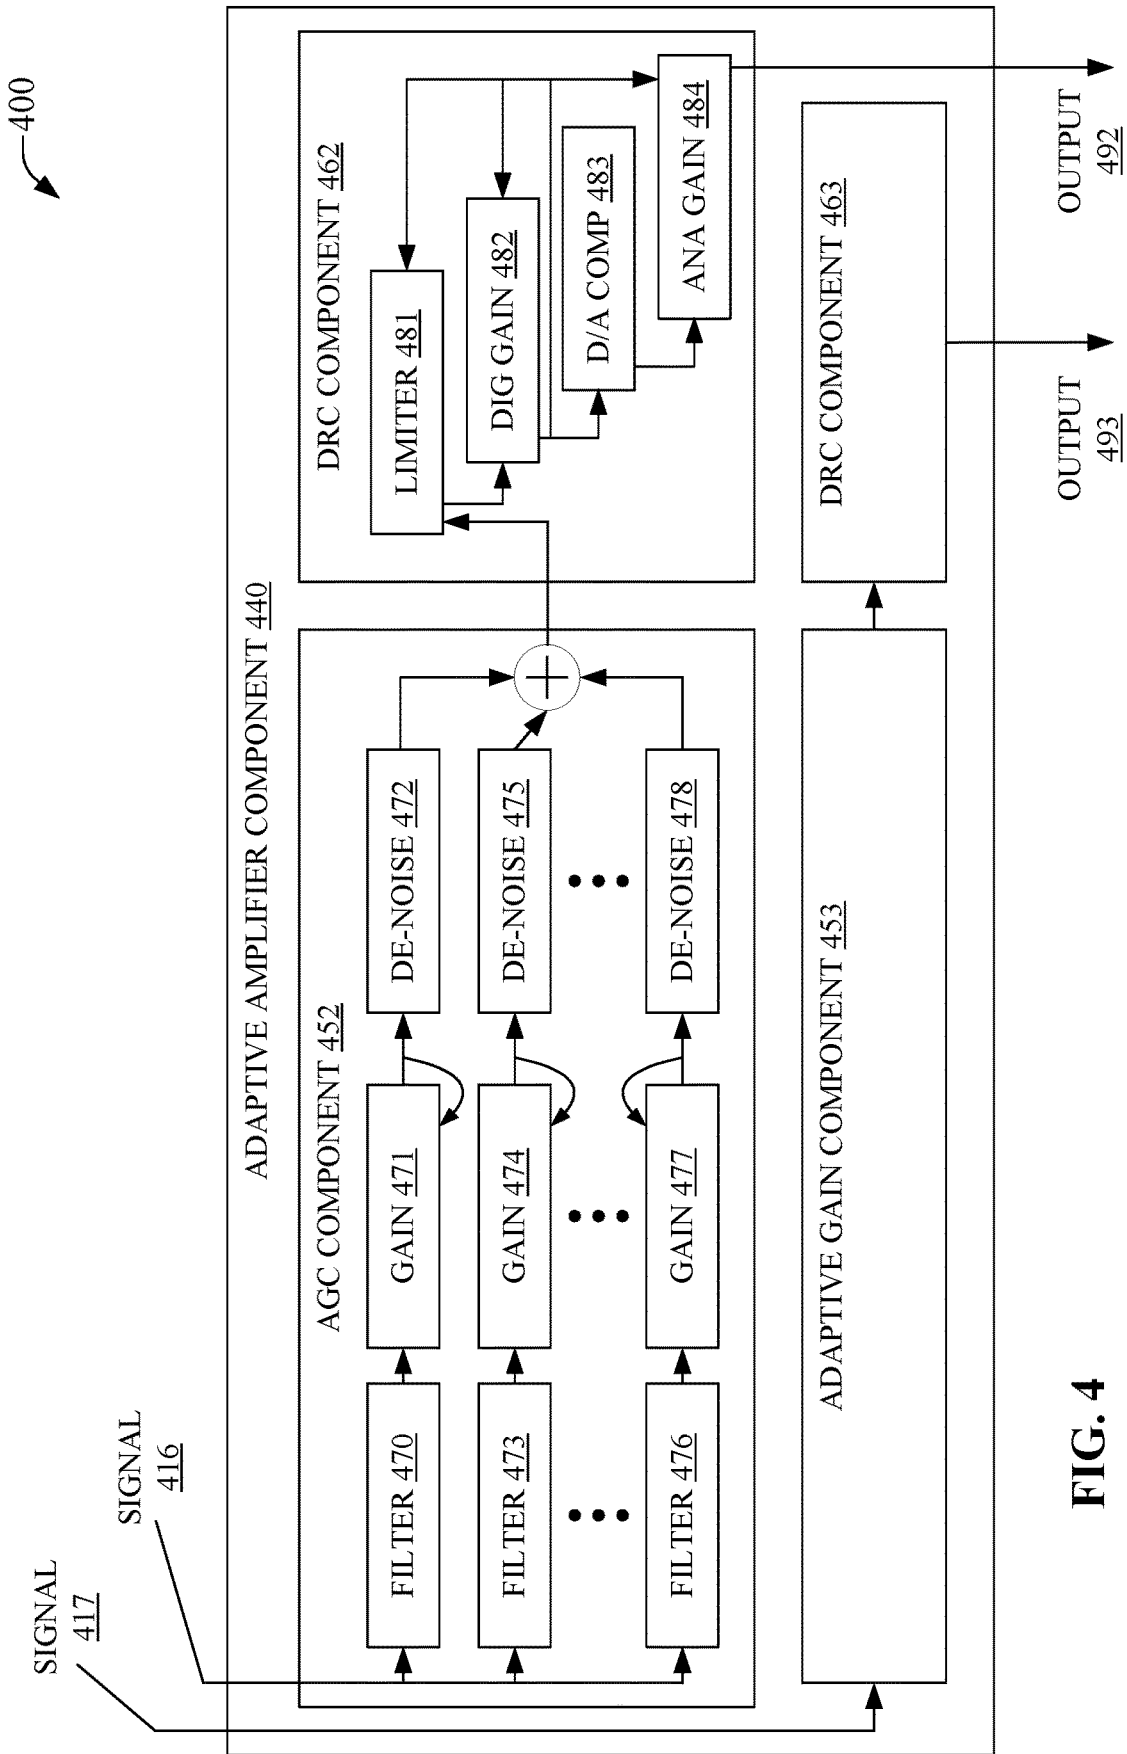 400
ADAPTIVE AMPLIFIER COMPONENT 440
SIGNAL
417
SIGNAL
416
AGC COMPONENT 452
FILTER 470
GAIN 471
DE-NOISE 472
FILTER 473
GAIN 474
DE-NOISE 475
FILTER 476
GAIN 477
DE-NOISE 478
DRC COMPONENT 462
LIMITER 481
DIG GAIN 482
D/A COMP 483
ANA GAIN 484
ADAPTIVE GAIN COMPONENT 453
DRC COMPONENT 463
OUTPUT
493
OUTPUT
492
FIG. 4